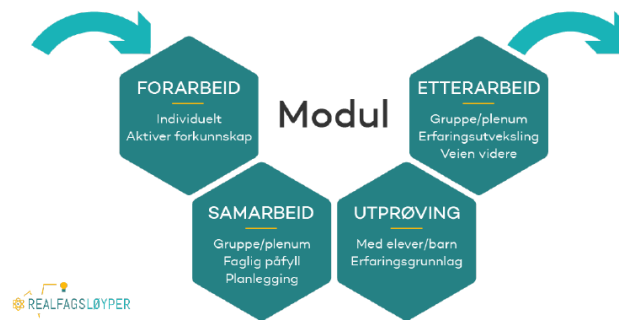 Modul
FORARBEID
Individuelt
Aktiver forkunnskap
SAMARBEID
Gruppe/plenum
Faglig påfyll
Planlegging
UTPRØVING
Med elever/barn
Erfaringsgrunnlag
ETTERARBEID
Gruppe/plenum
Erfaringsutveksling
Veien videre
REALFAGSLØYPER